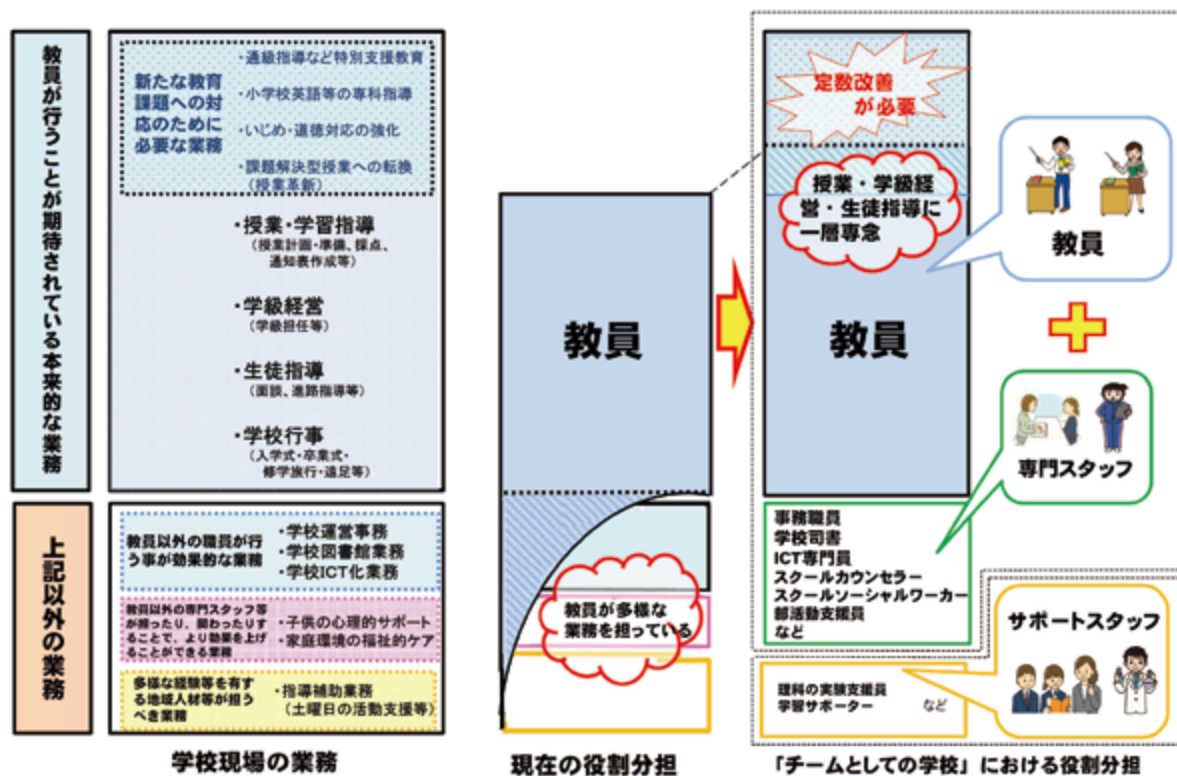 教員が行うことが期待されている本来的な業務
新たな教育
課題への対
応のために
必要な業務
・通級指導など特別支援教育
・小学校英語等の専科指導
・いじめ・道徳対応の強化
・課題解決型授業への転換
（授業革新）
・授業・学習指導
（授業計画・準備、採点、
通知表作成等）
・学級経営
（学級担任等）
・生徒指導
（面談、進路指導等）
・学校行事
（入学式・卒業式・
修学旅行・遠足等）
上記以外の業務
教員以外の職員が行
う事が効果的な業務
・学校運営事務
・学校図書館業務
・学校ICT化業務
教員以外の専門スタッフ等
が担ったり、関わったりす
ることで、より効果を上げ
ることができる業務
・子供の心理的サポート
・家庭環境の福祉的ケア
多様な経験等を有す
る地域人材等が担う
べき業務
・指導補助業務
（土曜日の活動支援等）
学校現場の業務
教員
教員が多様な
業務を担っている
現在の役割分担
定数改善
が必要
授業・学級経
営・生徒指導に
一層専念
教員
教員
専門スタッフ
事務職員
学校司書
ICT専門員
スクールカウンセラー
スクールソーシャルワーカー
部活動支援員
など
サポートスタッフ
理科の実験支援員
学習サポーター など
「チームとしての学校」における役割分担